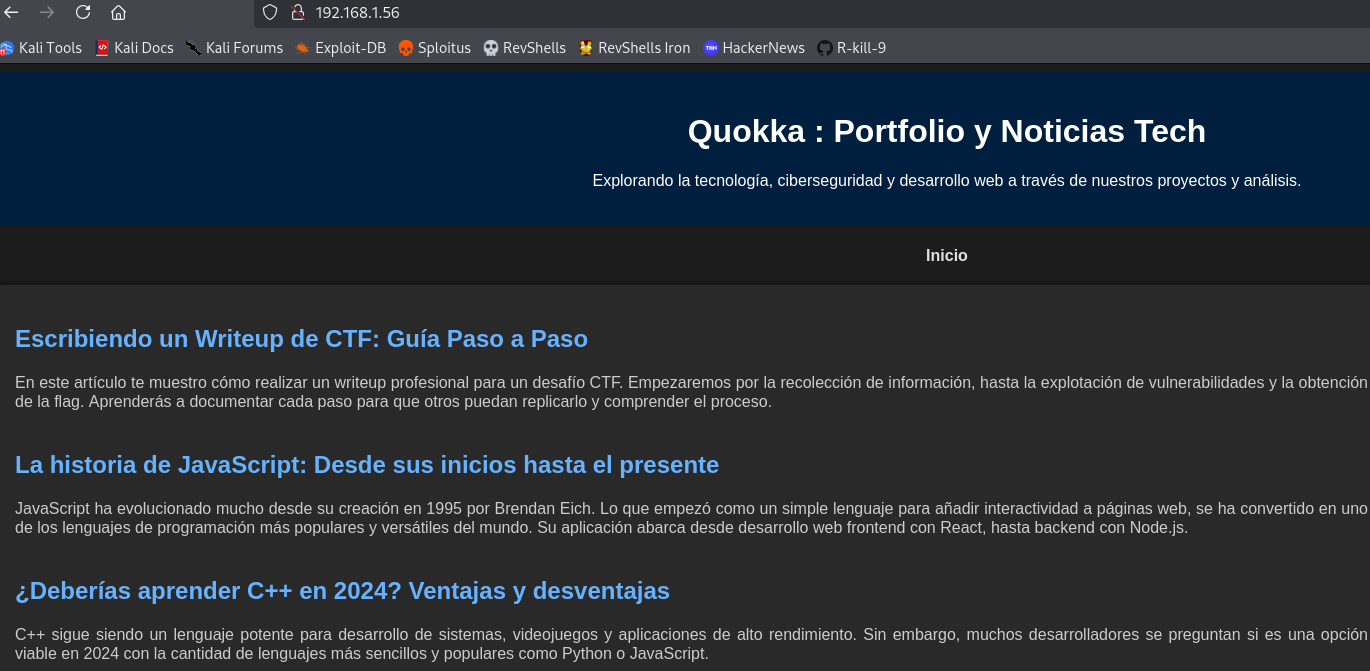 192.168.1.56
Kali Tools Kali Docs Kali Forums Exploit-DB Sploitus RevShells RevShells Iron HackerNews R-kill-9
Quokka : Portfolio y Noticias Tech
Explorando la tecnología, ciberseguridad y desarrollo web a través de nuestros proyectos y análisis.
Inicio
Escribiendo un Writeup de CTF: Guía Paso a Paso
En este artículo te muestro cómo realizar un writeup profesional para un desafío CTF. Empezaremos por la recolección de información, hasta la explotación de vulnerabilidades y la obtención
de la flag. Aprenderás a documentar cada paso para que otros puedan replicarlo y comprender el proceso.
La historia de JavaScript: Desde sus inicios hasta el presente
JavaScript ha evolucionado mucho desde su creación en 1995 por Brendan Eich. Lo que empezó como un simple lenguaje para añadir interactividad a páginas web, se ha convertido en uno
de los lenguajes de programación más populares y versátiles del mundo. Su aplicación abarca desde desarrollo web frontend con React, hasta backend con Node.js.
¿Deberías aprender C++ en 2024? Ventajas y desventajas
C++ sigue siendo un lenguaje potente para desarrollo de sistemas, videojuegos y aplicaciones de alto rendimiento. Sin embargo, muchos desarrolladores se preguntan si es una opción
viable en 2024 con la cantidad de lenguajes más sencillos y populares como Python o JavaScript.